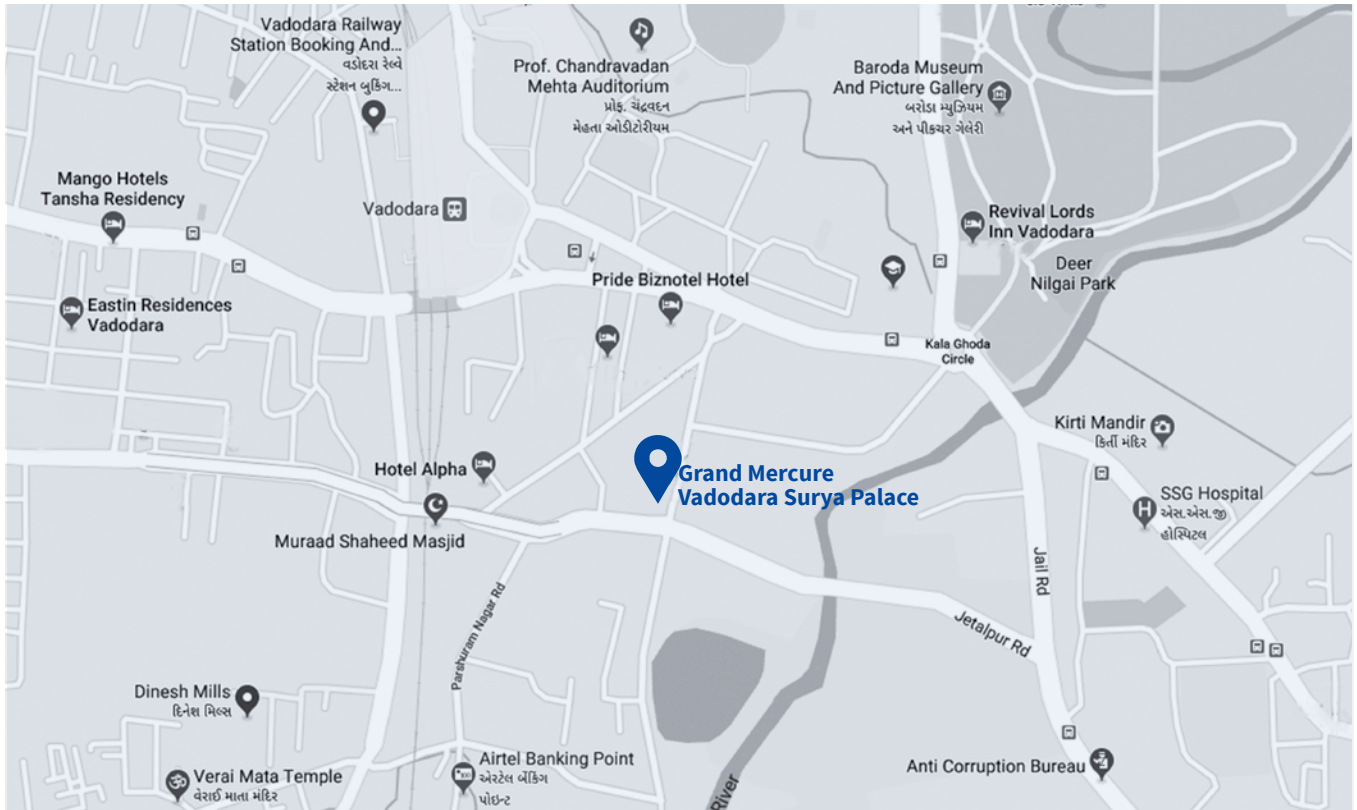 Vadodara Railway
Station Booking And...
વડોદરા રેલ્વે
સ્ટેશન બુકિંગ...
Prof. Chandravadan
Mehta Auditorium
પ્રોફ. ચંદ્રવદન
મેહતા ઓડીટોરીયમ
Baroda Museum
And Picture Gallery
બરોડા મ્યુઝિયમ
અને પીકચર ગેલેરી
Mango Hotels
Tansha Residency
Vadodara
Revival Lords
Inn Vadodara
Deer
Nilgai Park
Pride Biznotel Hotel
Eastin Residences
Vadodara
Kala Ghoda
Circle
Kirti Mandir
કિર્તી મંદિર
Hotel Alpha
Grand Mercure
Vadodara Surya Palace
SSG Hospital
એસ.એસ.જી
હોસ્પિટલ
H
Muraad Shaheed Masjid
Jail Rd
Parshuram Nagar Rd
Jetalpur Rd
Dinesh Mills
દિનેશ મિલ્સ
Airtel Banking Point
એરટેલ બેંકિંગ
પોઇન્ટ
Verai Mata Temple
વેરાઈ માતા મંદિર
Anti Corruption Bureau
River